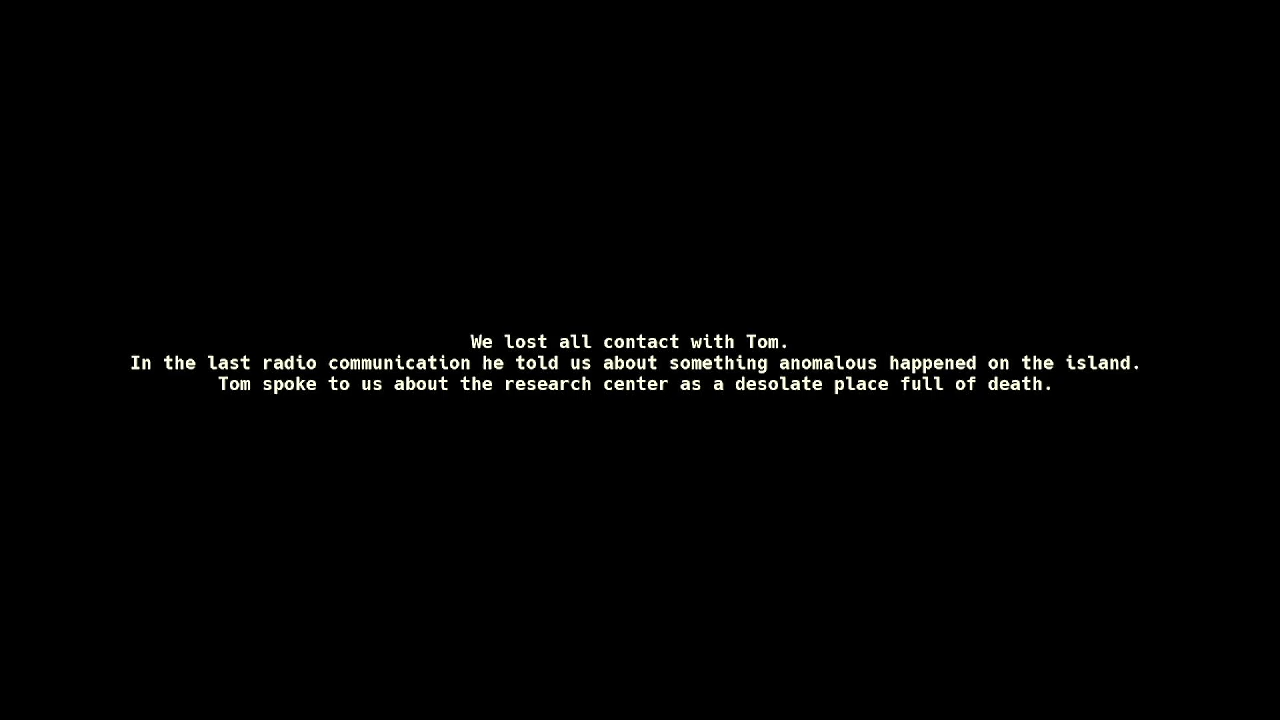 We lost all contact with Tom.
In the last radio communication he told us about something anomalous happened on the island.
Tom spoke to us about the research center as a desolate place full of death.